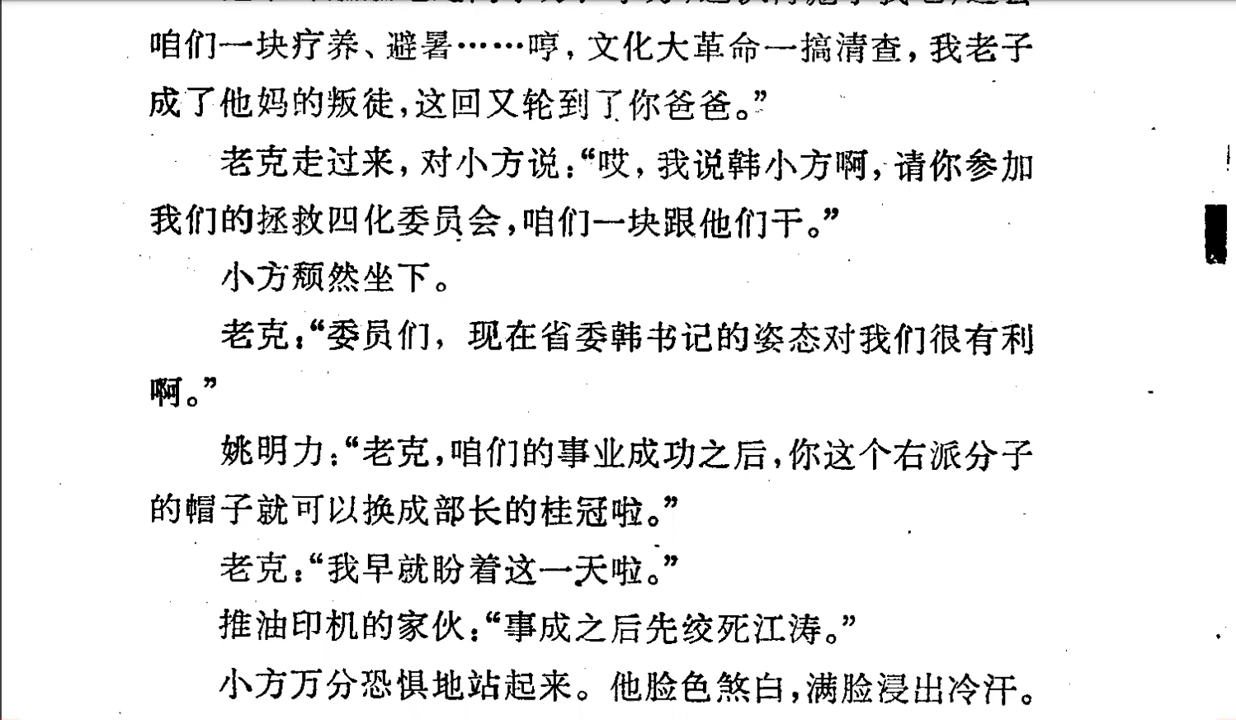 咱们一块疗养、避暑……哼，文化大革命一搞清查，我老子
成了他妈的叛徒，这回又轮到了你爸爸。”
老克走过来，对小方说：“哎，我说韩小方啊，请你参加
我们的拯救四化委员会，咱们一块跟他们干。”
小方颓然坐下。
老克：“委员们，现在省委韩书记的姿态对我们很有利
啊。”
姚明力：“老克，咱们的事业成功之后，你这个右派分子
的帽子就可以换成部长的桂冠啦。”
老克：“我早就盼着这一天啦。”
推油印机的家伙：“事成之后先绞死江涛。”
小方万分恐惧地站起来。他脸色煞白，满脸浸出冷汗。